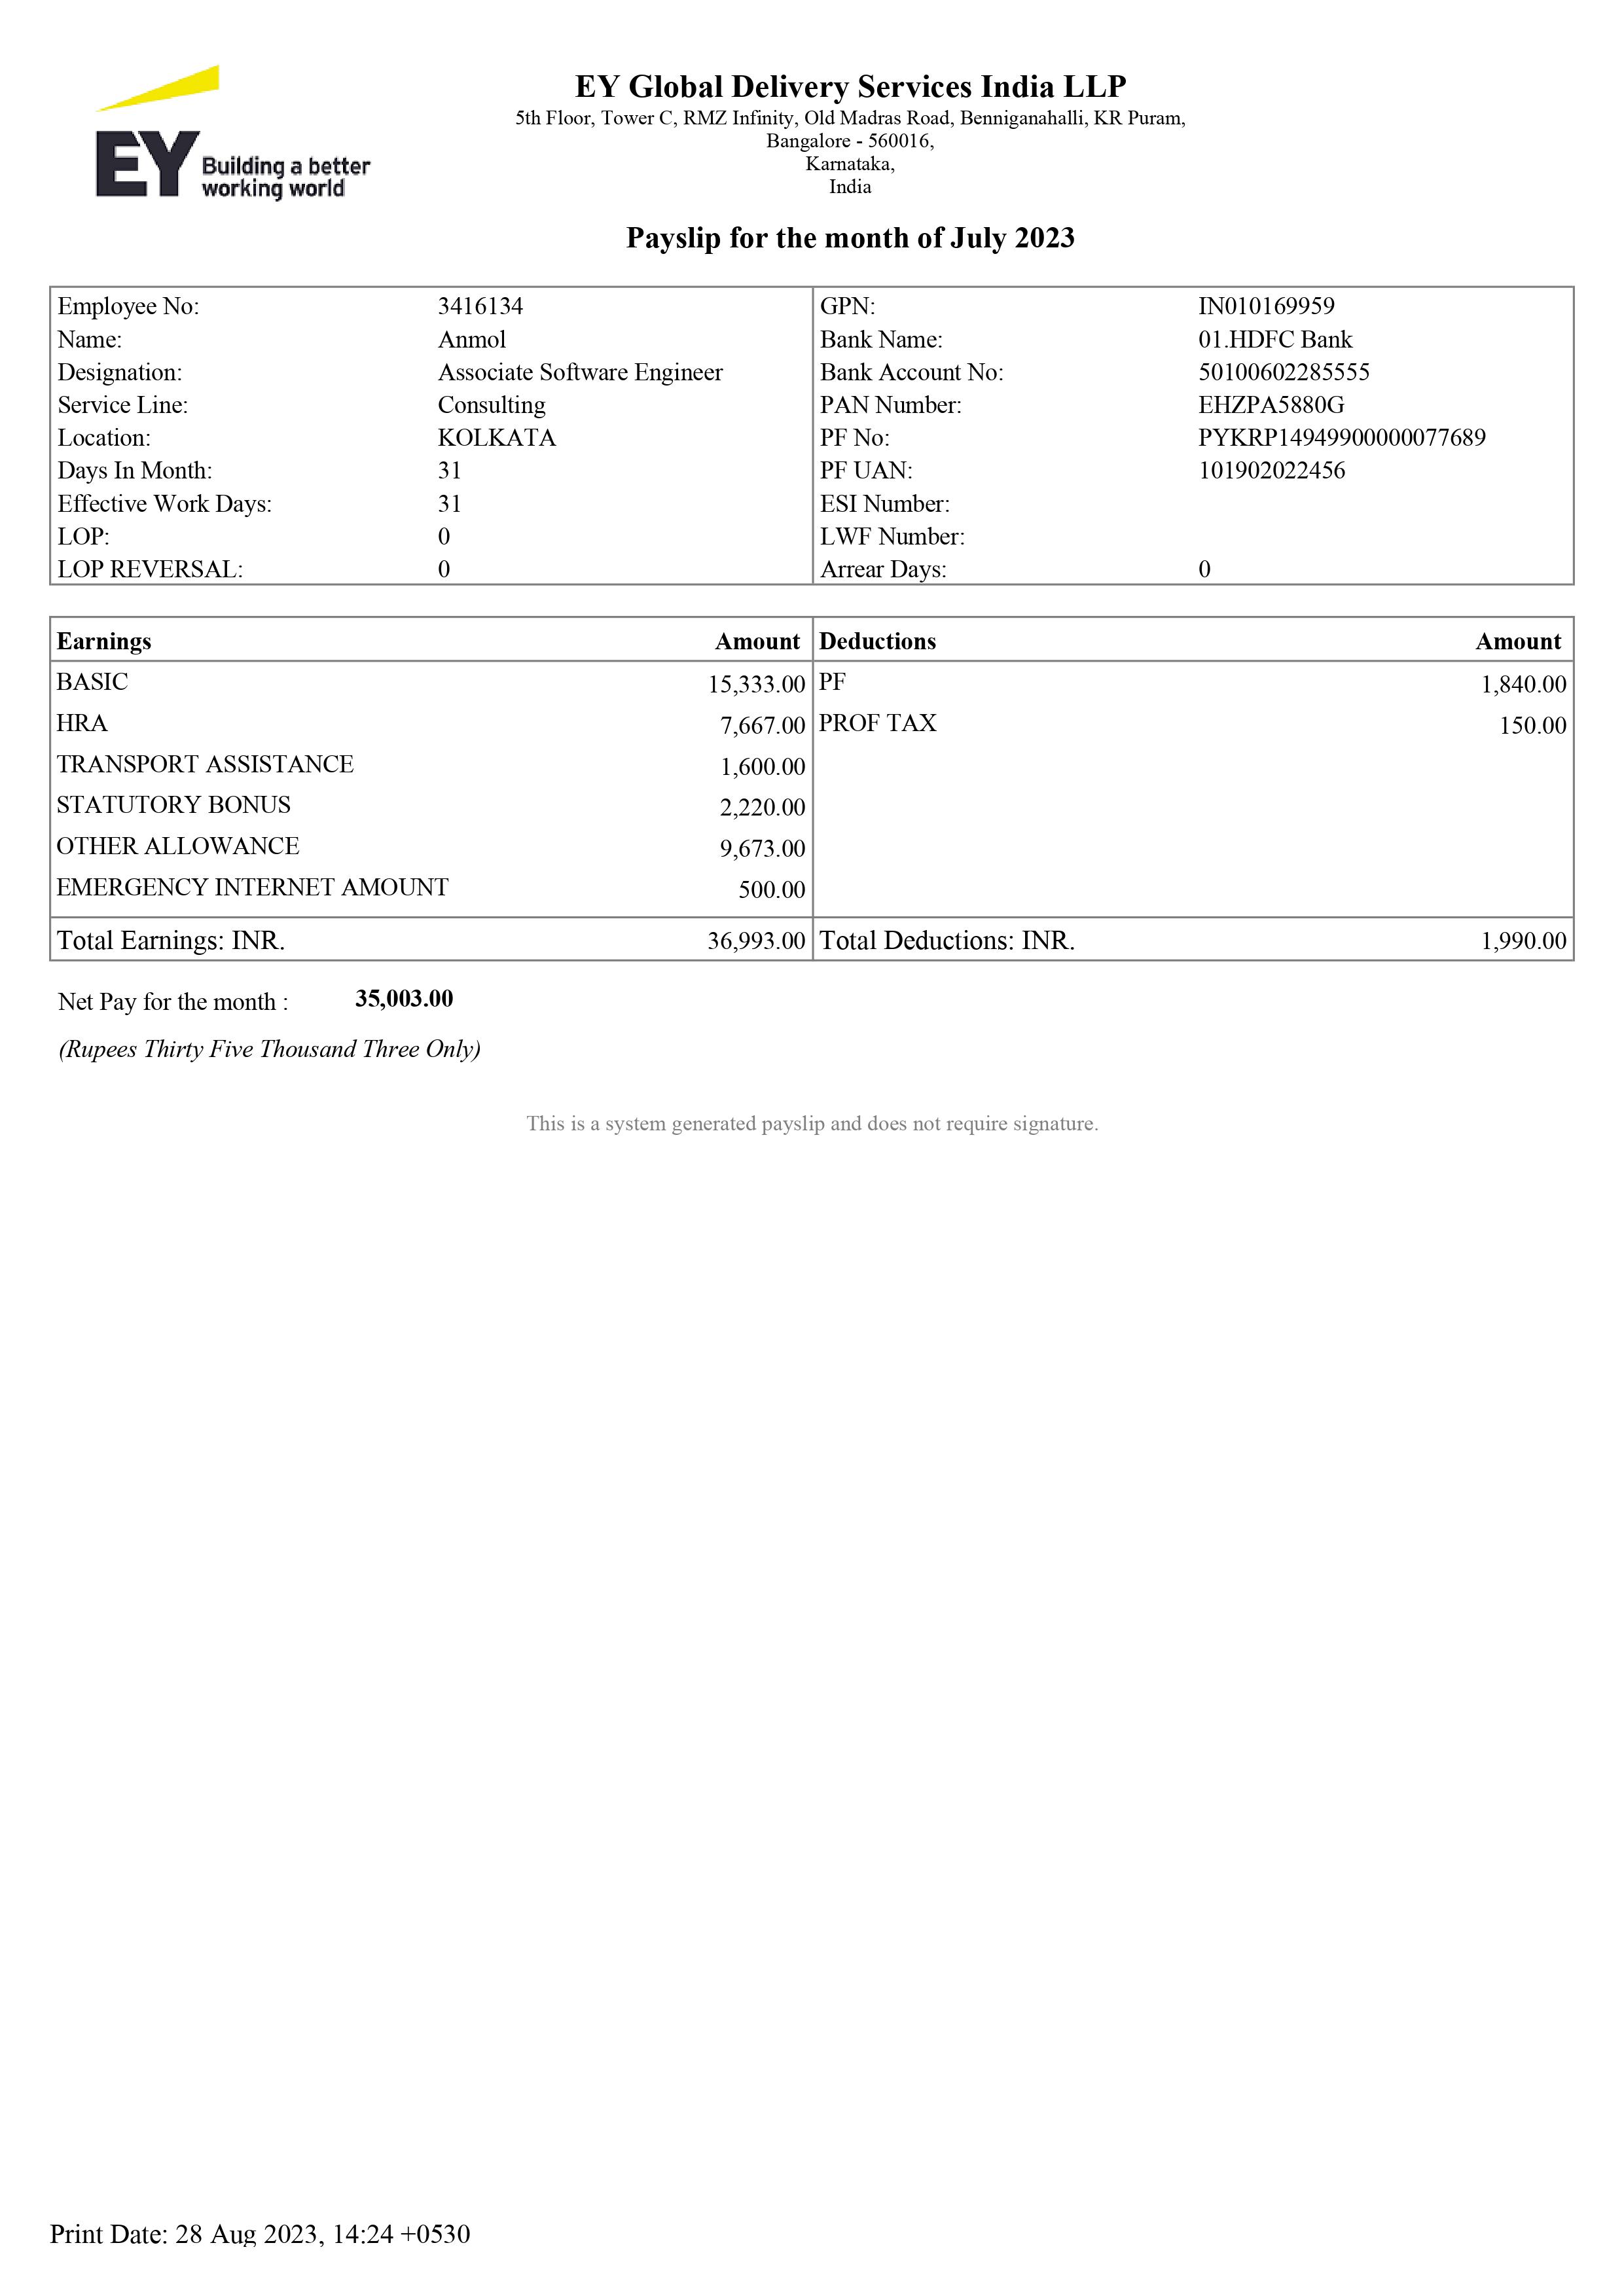 EY Building a better
working world
EY Global Delivery Services India LLP
5th Floor, Tower C, RMZ Infinity, Old Madras Road, Benniganahalli, KR Puram,
Bangalore - 560016,
Karnataka,
India
Payslip for the month of July 2023
Employee No: 3416134 GPN: IN010169959
Name: Anmol Bank Name: 01.HDFC Bank
Designation: Associate Software Engineer Bank Account No: 50100602285555
Service Line: Consulting PAN Number: EHZPA5880G
Location: KOLKATA PF No: PYKRP14949900000077689
Days In Month: 31 PF UAN: 101902022456
Effective Work Days: 31 ESI Number:
LOP: 0 LWF Number:
LOP REVERSAL: 0 Arrear Days: 0
Earnings Amount Deductions Amount
BASIC 15,333.00 PF 1,840.00
HRA 7,667.00 PROF TAX 150.00
TRANSPORT ASSISTANCE 1,600.00
STATUTORY BONUS 2,220.00
OTHER ALLOWANCE 9,673.00
EMERGENCY INTERNET AMOUNT 500.00
Total Earnings: INR. 36,993.00 Total Deductions: INR. 1,990.00
Net Pay for the month : 35,003.00
(Rupees Thirty Five Thousand Three Only)
This is a system generated payslip and does not require signature.
Print Date: 28 Aug 2023, 14:24 +0530